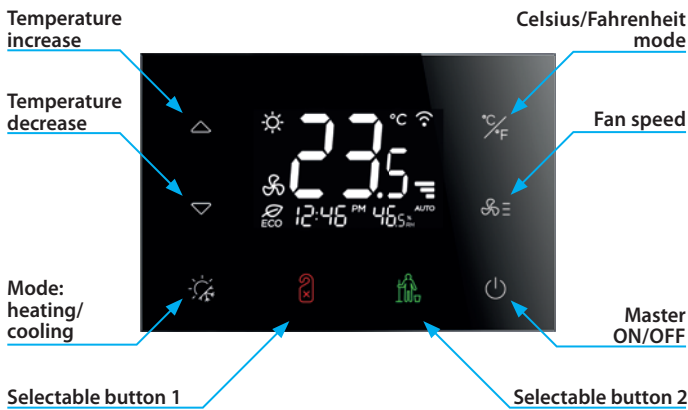 Temperature
increase
Celsius/Fahrenheit
mode
Temperature
decrease
Fan speed
°C
23.5
°C/°F
AUTO
ECO
12:46 PM 46.5 % RH
Mode:
heating/
cooling
Master
ON/OFF
Selectable button 1
Selectable button 2